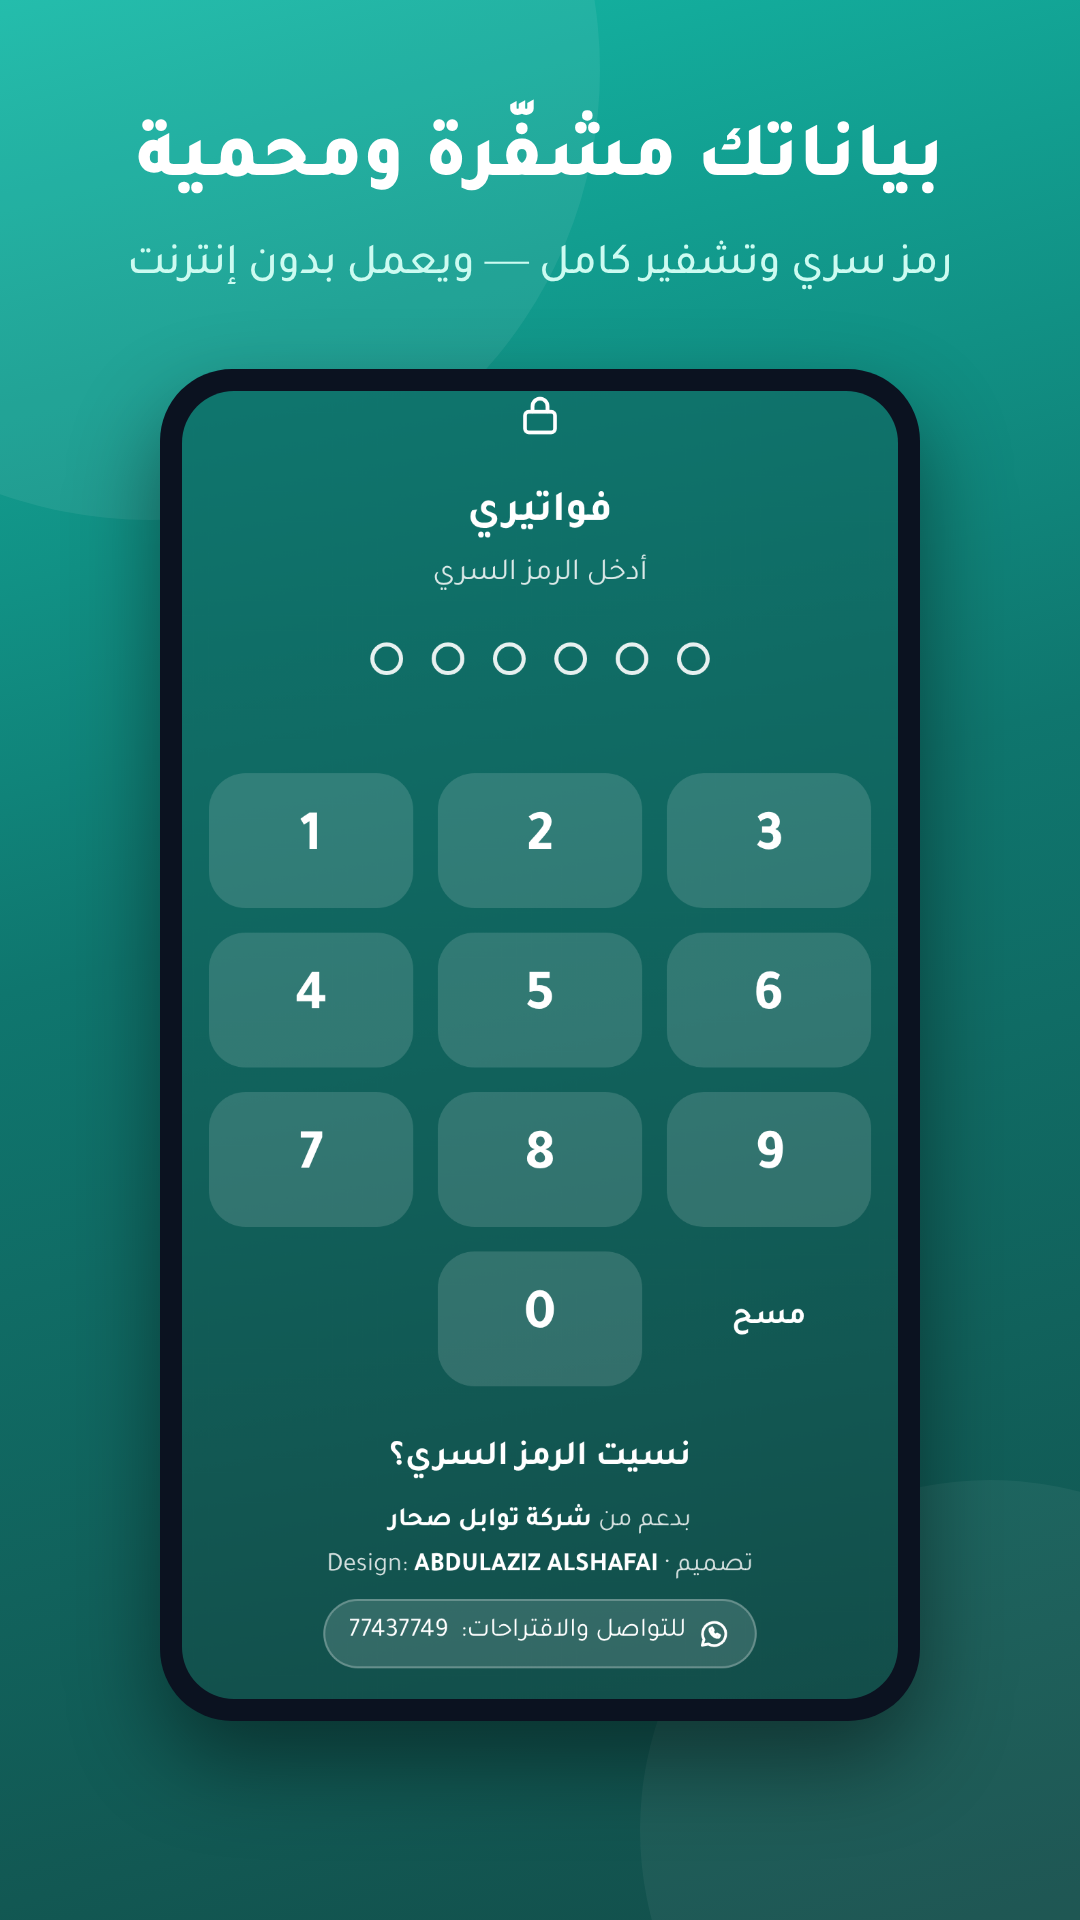 بياناتك مشفّرة ومحمية
رمز سري وتشفير كامل — ويعمل بدون إنترنت
فواتيري
أدخل الرمز السري
1 2 3
4 5 6
7 8 9
0 مسح
نسيت الرمز السري؟
بدعم من شركة توابل صحار
تصميم · Design: ABDULAZIZ ALSHAFAI
للتواصل والاقتراحات: 77437749